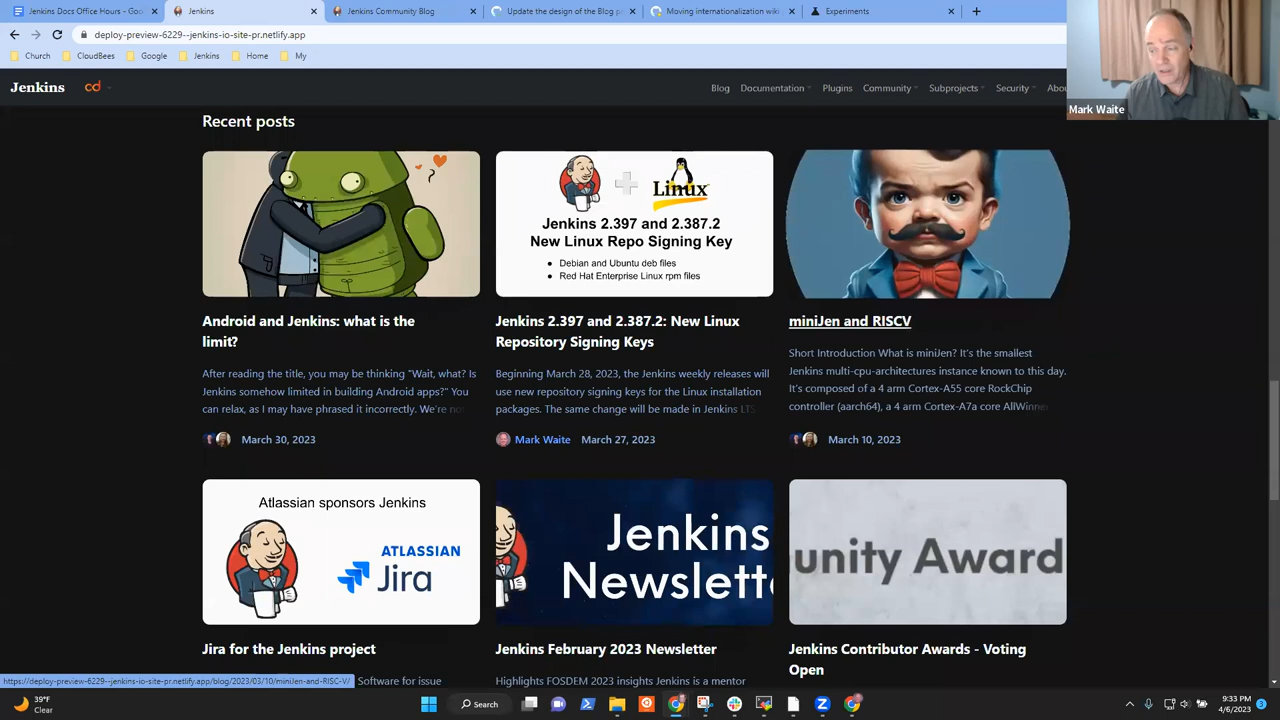 Jenkins Docs Office Hours - Goo
Jenkins
Jenkins Community Blog
Update the design of the Blog p
Moving internationalization wiki
Experiments
deploy-preview-6229--jenkins-io-site-pr.netlify.app
Church
CloudBees
Google
Jenkins
Home
My
Mark Waite
Jenkins
cd
Blog
Documentation
Plugins
Community
Subprojects
Security
Abou
Recent posts
Jenkins 2.397 and 2.387.2
New Linux Repo Signing Key
Debian and Ubuntu deb files
Red Hat Enterprise Linux rpm files
Linux
Android and Jenkins: what is the
limit?
After reading the title, you may be thinking "Wait, what? Is
Jenkins somehow limited in building Android apps?" You
can relax, as I may have phrased it incorrectly. We're not
March 30, 2023
Jenkins 2.397 and 2.387.2: New Linux
Repository Signing Keys
Beginning March 28, 2023, the Jenkins weekly releases will
use new repository signing keys for the Linux installation
packages. The same change will be made in Jenkins LTS
Mark Waite
March 27, 2023
miniJen and RISCV
Short Introduction What is miniJen? It's the smallest
Jenkins multi-cpu-architectures instance known to this day.
It's composed of a 4 arm Cortex-A55 core RockChip
controller (aarch64), a 4 arm Cortex-A7a core AllWinner
March 10, 2023
Atlassian sponsors Jenkins
ATLASSIAN
Jira
Jenkins
Newslette
unity Award
Jira for the Jenkins project
Software for issue
Jenkins February 2023 Newsletter
Highlights FOSDEM 2023 insights Jenkins is a mentor
Jenkins Contributor Awards - Voting
Open
https://deploy-preview-6229--jenkins-io-site-pr.netlify.app/blog/2023/03/10/miniJen-and-RISC-V/
39°F
Clear
Search
9:33 PM
4/6/2023
3